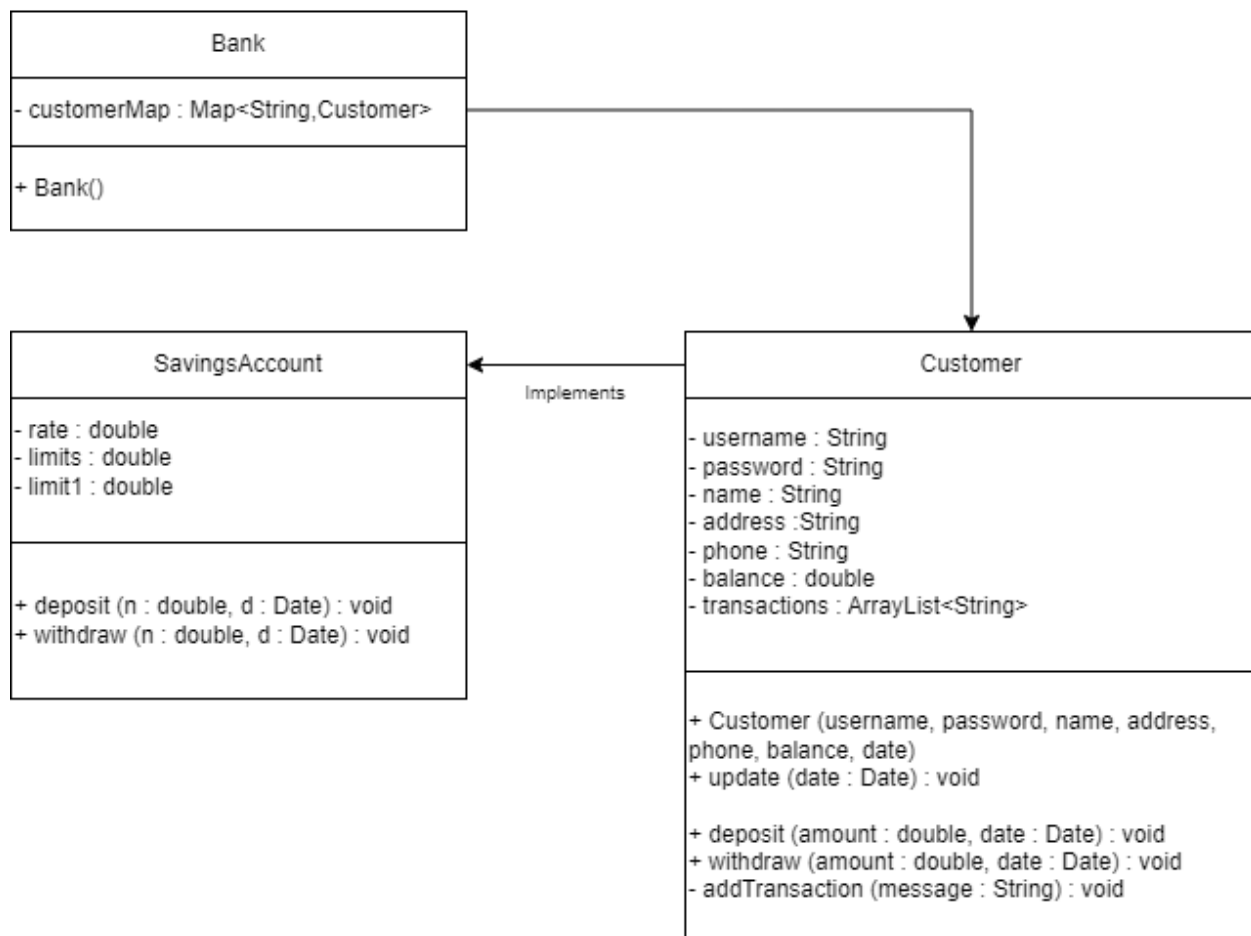 Bank
- customerMap : Map<String,Customer>
+ Bank()
SavingsAccount
- rate : double
- limits : double
- limit1 : double
+ deposit (n : double, d : Date) : void
+ withdraw (n : double, d : Date) : void
Implements
Customer
- username : String
- password : String
- name : String
- address :String
- phone : String
- balance : double
- transactions : ArrayList<String>
+ Customer (username, password, name, address,
phone, balance, date)
+ update (date : Date) : void
+ deposit (amount : double, date : Date) : void
+ withdraw (amount : double, date : Date) : void
- addTransaction (message : String) : void